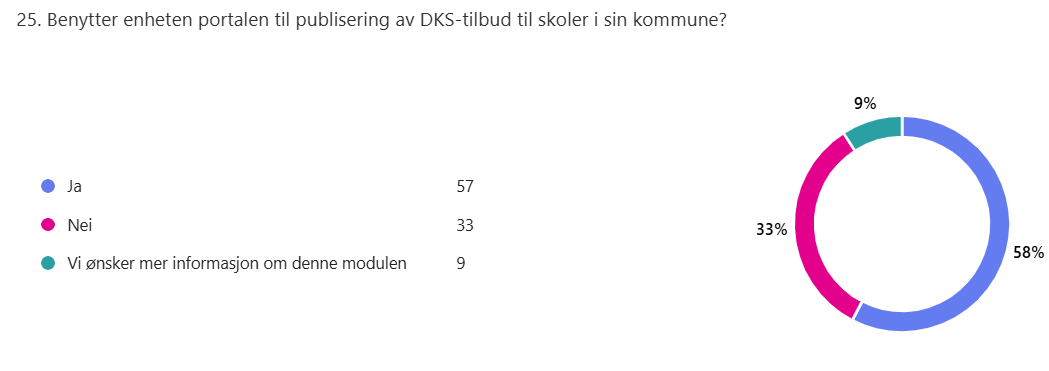 25. Benytter enheten portalen til publisering av DKS-tilbud til skoler i sin kommune?
9%
Ja 57
Nei 33
33%
58%
Vi ønsker mer informasjon om denne modulen 9